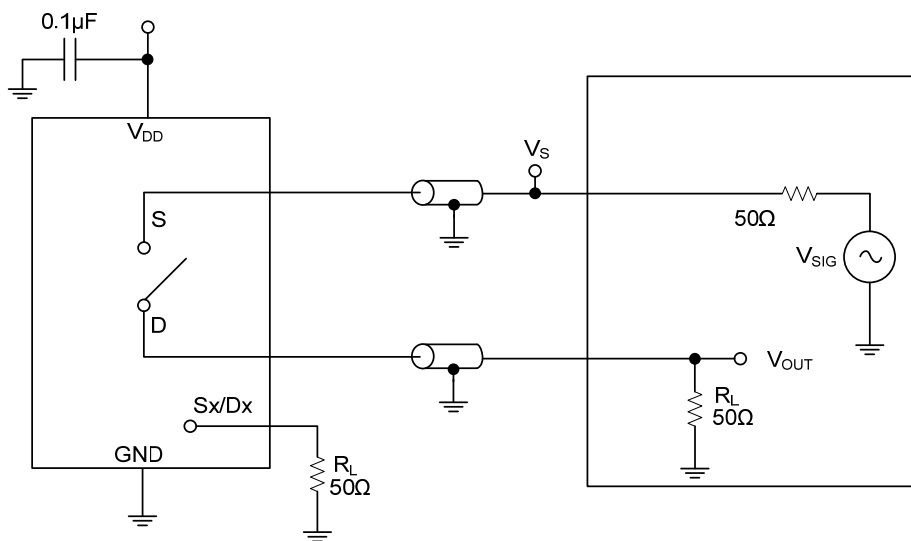 0.1µF
VDD
VS
S
50Ω
VSIG
D
VOUT
Sx/Dx
RL
50Ω
GND
RL
50Ω